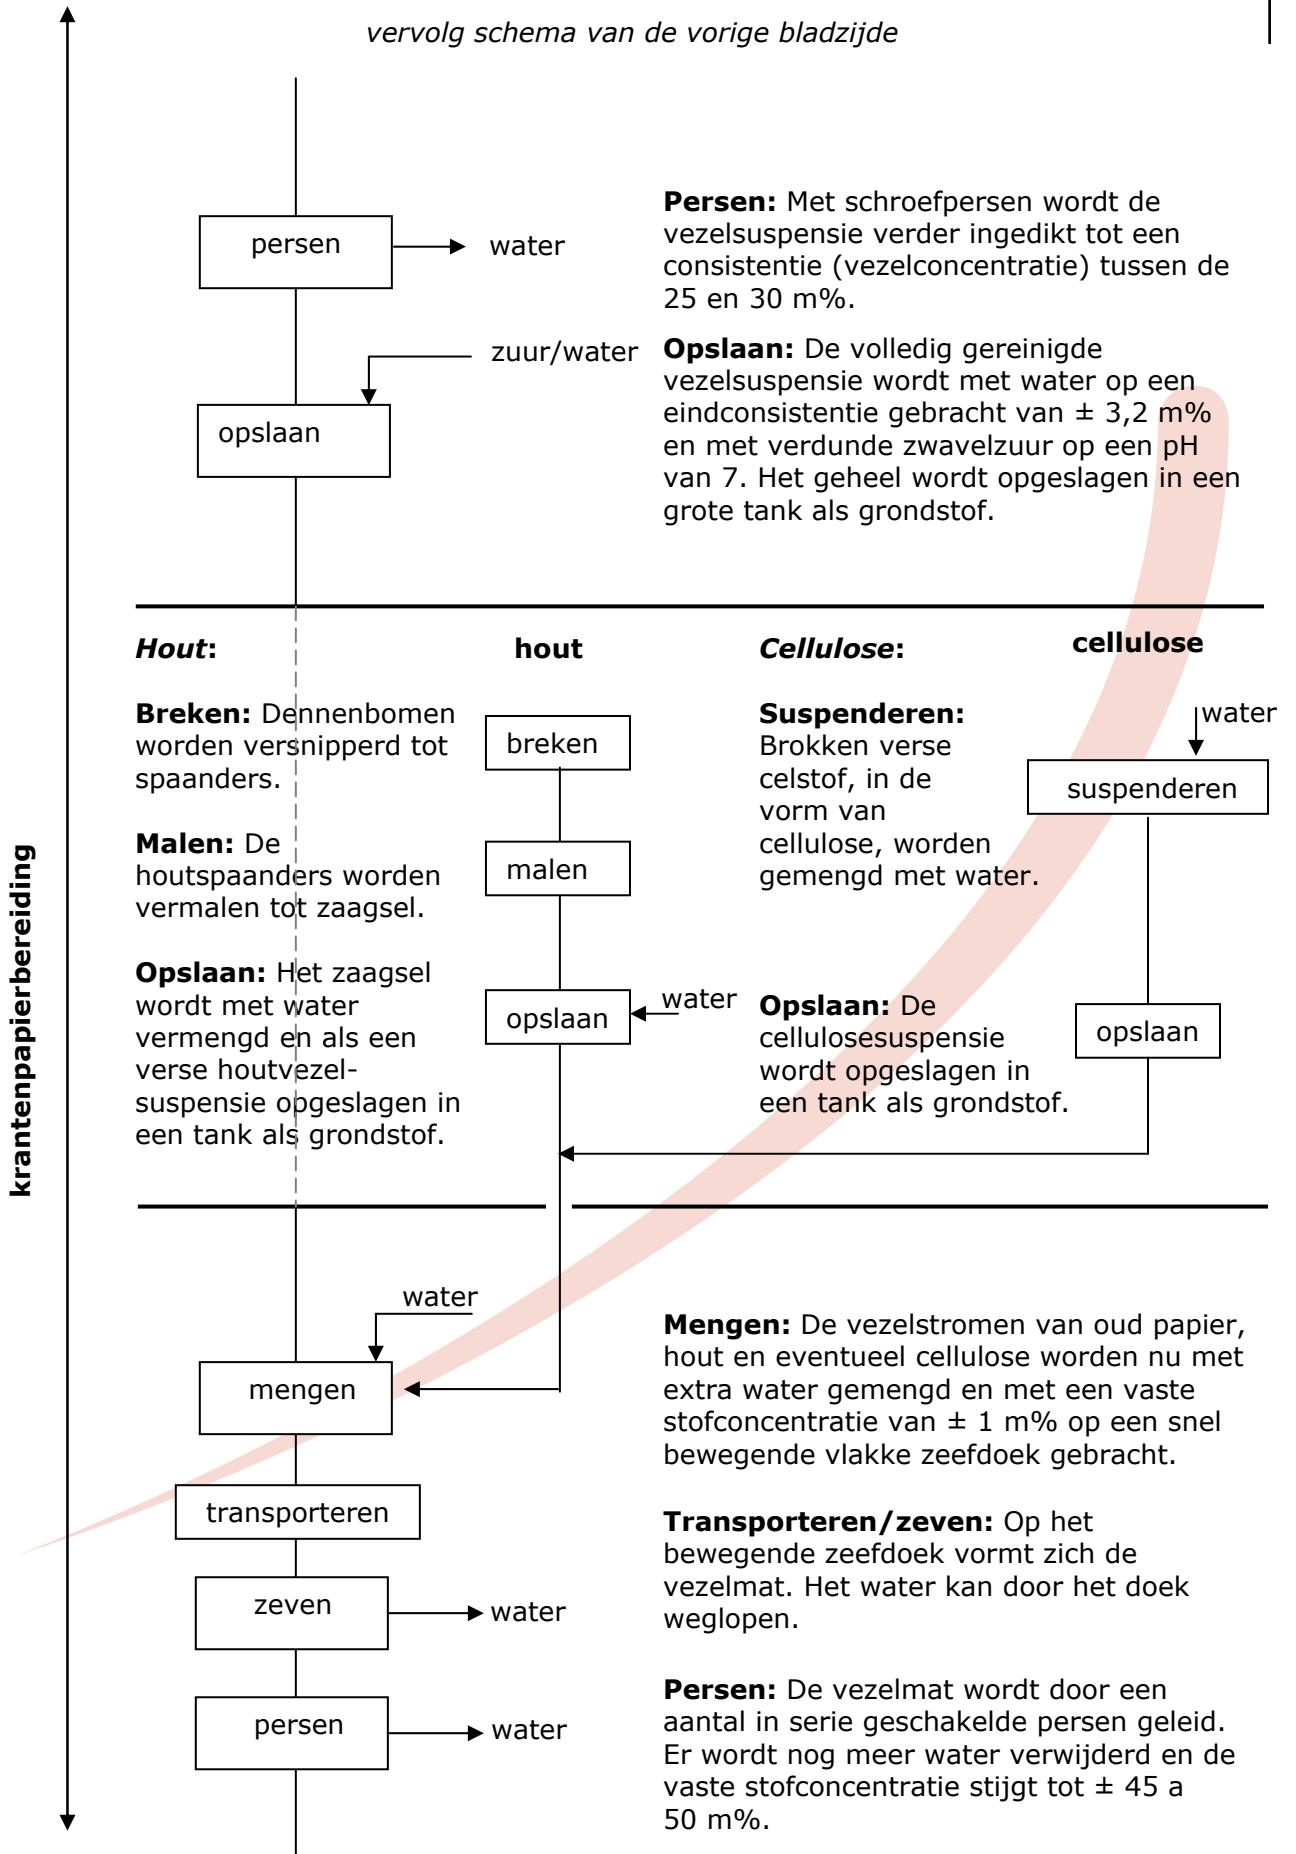 vervolg schema van de vorige bladzijde
persen
water
Persen: Met schroefpersen wordt de
vezelsuspensie verder ingedikt tot een
consistentie (vezelconcentratie) tussen de
25 en 30 m%.
zuur/water
opslaan
Opslaan: De volledig gereinigde
vezelsuspensie wordt met water op een
eindconsistentie gebracht van ± 3,2 m%
en met verdunde zwavelzuur op een pH
van 7. Het geheel wordt opgeslagen in een
grote tank als grondstof.
krantenpapierbereiding
Hout:
Breken: Dennenbomen
worden versnipperd tot
spaanders.
Malen: De
houtspaanders worden
vermalen tot zaagsel.
Opslaan: Het zaagsel
wordt met water
vermengd en als een
verse houtvezel-
suspensie opgeslagen in
een tank als grondstof.
hout
breken
malen
opslaan
water
Cellulose:
Suspenderen:
Brokken verse
celstof, in de
vorm van
cellulose, worden
gemengd met water.
Opslaan: De
cellulosesuspensie
wordt opgeslagen in
een tank als grondstof.
cellulose
water
suspenderen
opslaan
water
mengen
Mengen: De vezelstromen van oud papier,
hout en eventueel cellulose worden nu met
extra water gemengd en met een vaste
stofconcentratie van ± 1 m% op een snel
bewegende vlakke zeefdoek gebracht.
transporteren
zeven
water
Transporteren/zeven: Op het
bewegende zeefdoek vormt zich de
vezelmat. Het water kan door het doek
weglopen.
persen
water
Persen: De vezelmat wordt door een
aantal in serie geschakelde persen geleid.
Er wordt nog meer water verwijderd en de
vaste stofconcentratie stijgt tot ± 45 a
50 m%.